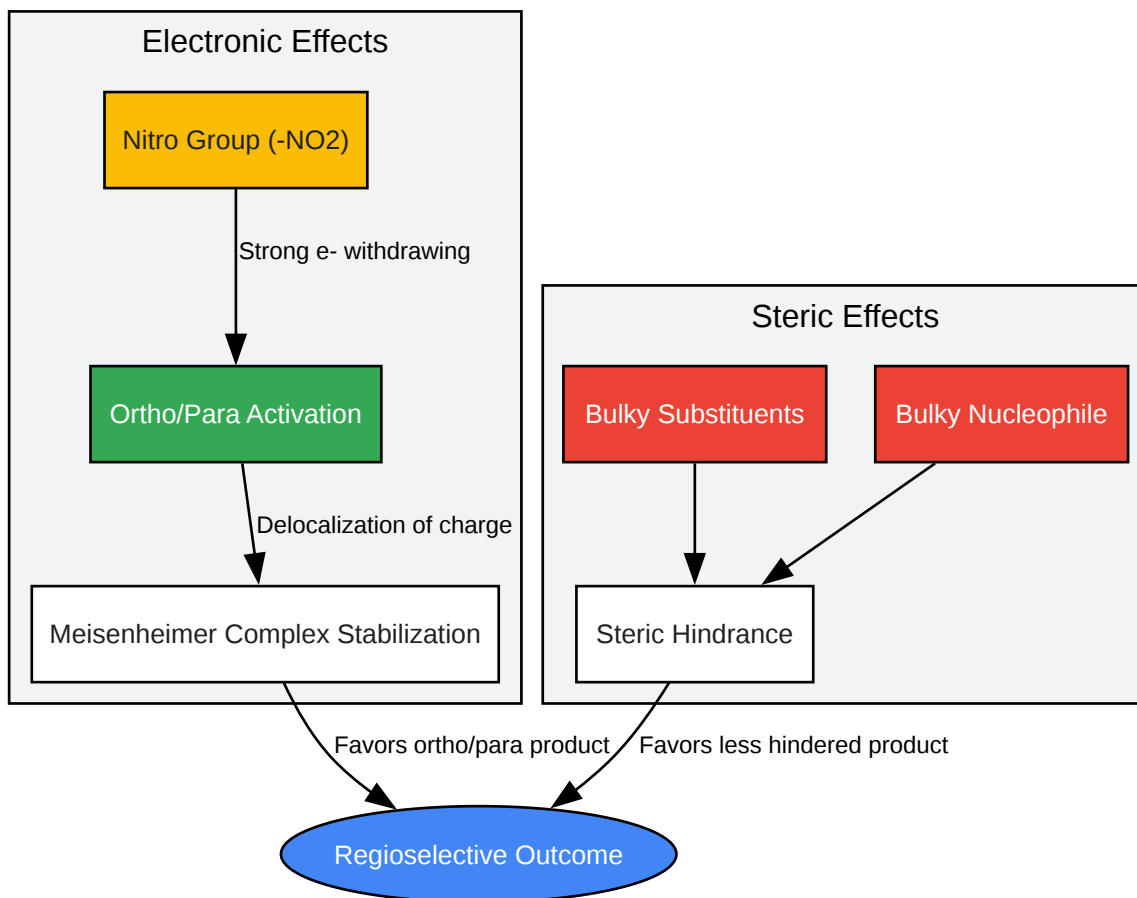 Electronic Effects
Nitro Group (-NO2)
Strong e- withdrawing
Ortho/Para Activation
Delocalization of charge
Meisenheimer Complex Stabilization
Steric Effects
Bulky Substituents
Bulky Nucleophile
Steric Hindrance
Favors ortho/para product
Favors less hindered product
Regioselective Outcome